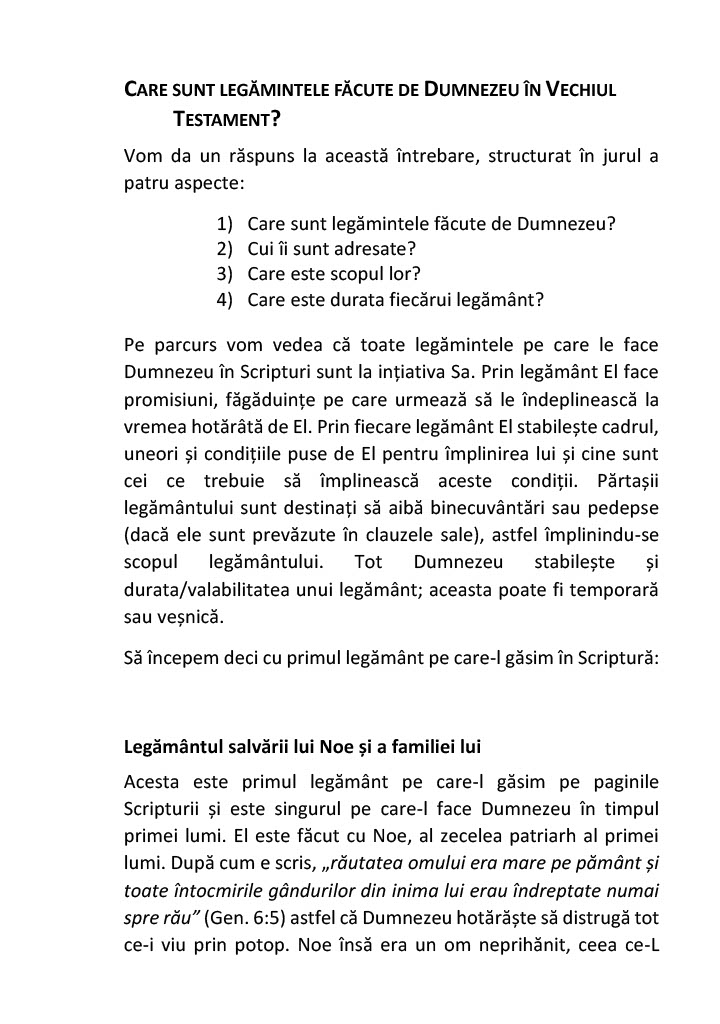 CARE SUNT LEGĂMINTELE FĂCUTE DE DUMNEZEU ÎN VECHIUL
TESTAMENT?
Vom da un răspuns la această întrebare, structurat în jurul a
patru aspecte:
1) Care sunt legămintele făcute de Dumnezeu?
2) Cui îi sunt adresate?
3) Care este scopul lor?
4) Care este durata fiecărui legământ?
Pe parcurs vom vedea că toate legămintele pe care le face
Dumnezeu în Scripturi sunt la ințiativa Sa. Prin legământ El face
promisiuni, făgăduințe pe care urmează să le îndeplinească la
vremea hotărâtă de El. Prin fiecare legământ El stabilește cadrul,
uneori și condițiile puse de El pentru împlinirea lui și cine sunt
cei ce trebuie să împlinească aceste condiții. Părtașii
legământului sunt destinați să aibă binecuvântări sau pedepse
(dacă ele sunt prevăzute în clauzele sale), astfel împlinindu-se
scopul legământului. Tot Dumnezeu stabilește și
durata/valabilitatea unui legământ; aceasta poate fi temporară
sau veșnică.
Să începem deci cu primul legământ pe care-l găsim în Scriptură:
Legământul salvării lui Noe și a familiei lui
Acesta este primul legământ pe care-l găsim pe paginile
Scripturii și este singurul pe care-l face Dumnezeu în timpul
primei lumi. El este făcut cu Noe, al zecelea patriarh al primei
lumi. După cum e scris, „răutatea omului era mare pe pământ și
toate întocmirile gândurilor din inima lui erau îndreptate numai
spre rău” (Gen. 6:5) astfel că Dumnezeu hotărăște să distrugă tot
ce-i viu prin potop. Noe însă era un om neprihănit, ceea ce-L